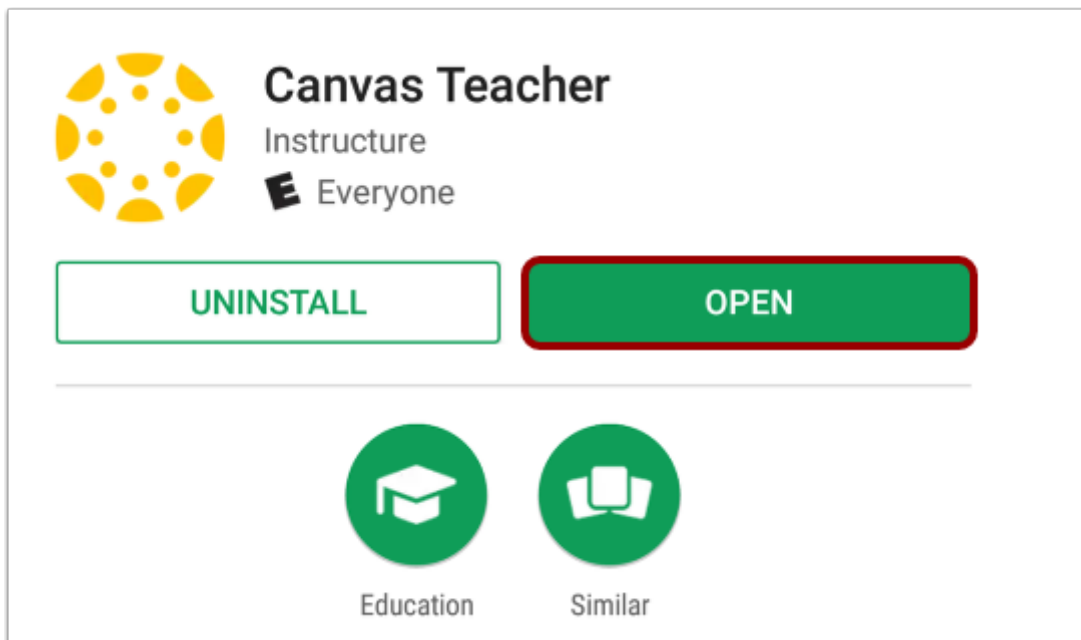 Canvas Teacher
Instructure
E Everyone
UNINSTALL OPEN
Education Similar